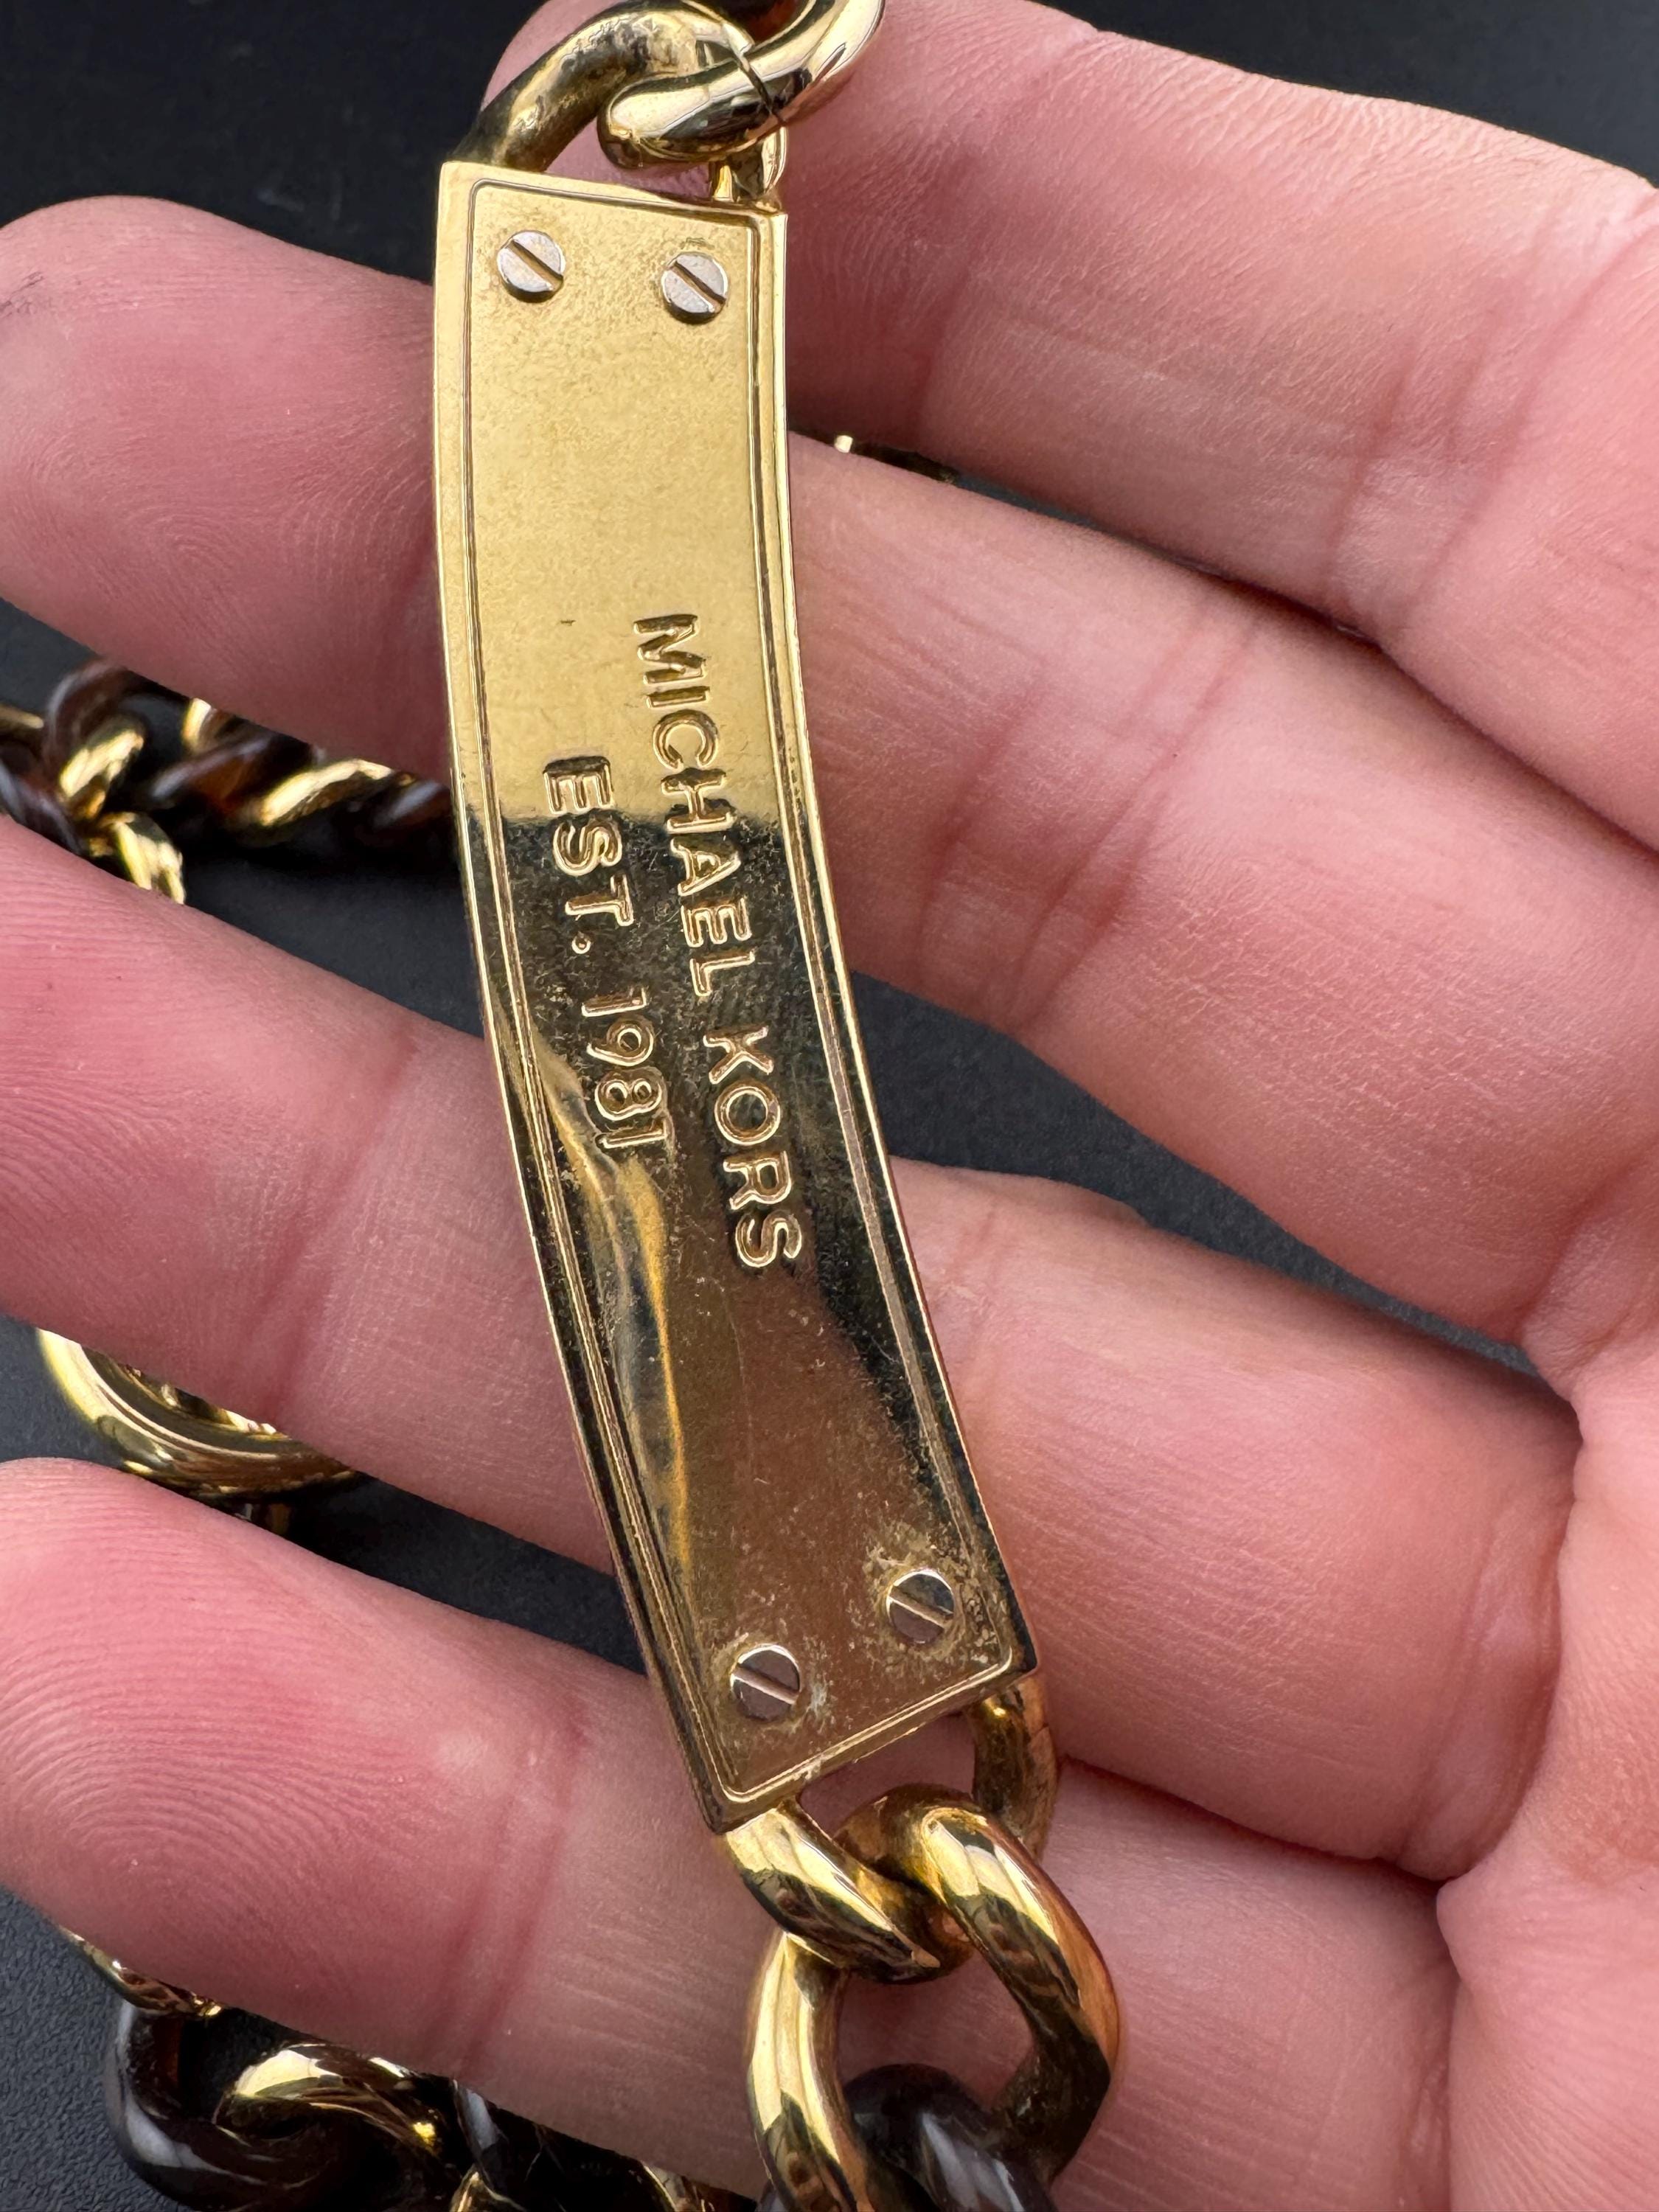 MICHAEL KORS
EST. 1981